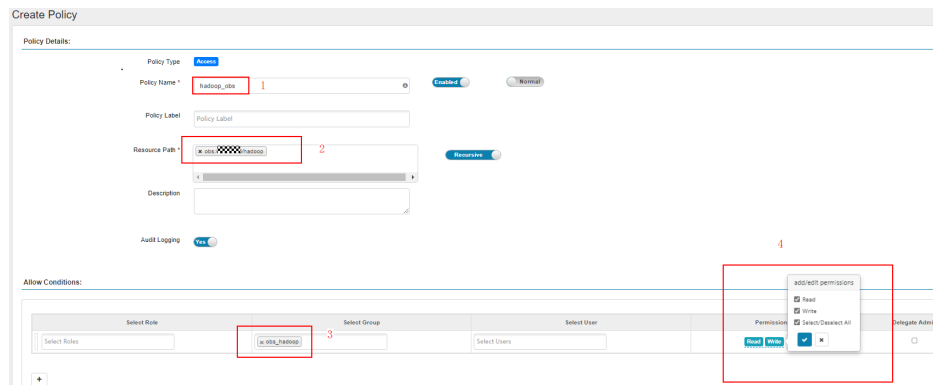 Create Policy
Policy Details:
Policy Type Access
Policy Name * hadoop_obs 1 Enabled Normal
Policy Label Policy Label
Resource Path * × obs: /hadoop 2 Recursive
Description
Audit Logging Yes
4
Allow Conditions:
add/edit permissions
Read
Write
Select/Deselect All
Select Role Select Group Select User Permission Delegate Admi
Select Roles × obs_hadoop 3 Select Users Read Write
+